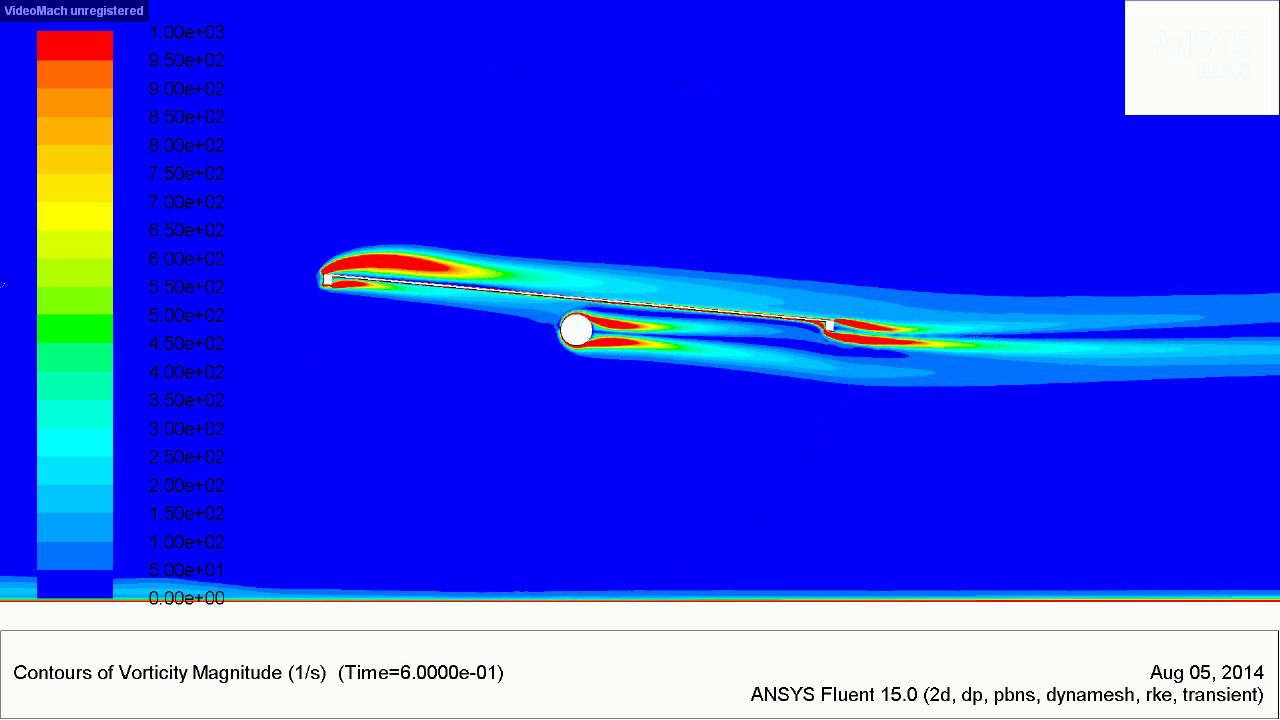 VideoMach unregistered
1.00e+03
9.50e+02
9.00e+02
8.50e+02
8.00e+02
7.50e+02
7.00e+02
6.50e+02
6.00e+02
5.50e+02
5.00e+02
4.50e+02
4.00e+02
3.50e+02
3.00e+02
2.50e+02
2.00e+02
1.50e+02
1.00e+02
5.00e+01
0.00e+00
ANSYS
Contours of Vorticity Magnitude (1/s)  (Time=6.0000e-01)
Aug 05, 2014
ANSYS Fluent 15.0 (2d, dp, pbns, dynamesh, rke, transient)